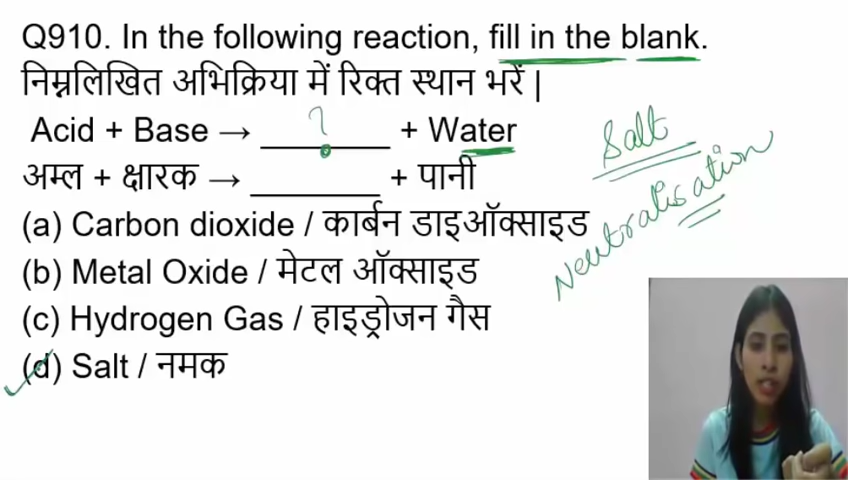 Q910. In the following reaction, fill in the blank.
निम्नलिखित अभिक्रिया में रिक्त स्थान भरें |
?
Acid + Base → ________ + Water
Salt
Neutralisation
अम्ल + क्षारक → ________ + पानी
(a) Carbon dioxide / कार्बन डाइऑक्साइड
(b) Metal Oxide / मेटल ऑक्साइड
(c) Hydrogen Gas / हाइड्रोजन गैस
(d) Salt / नमक